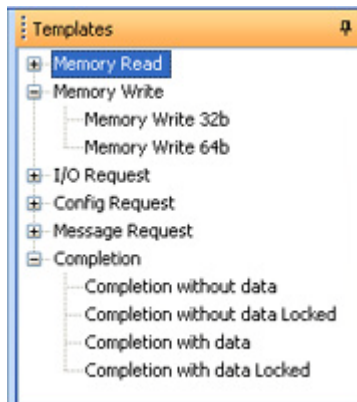 Templates
Memory Read
Memory Write
Memory Write 32b
Memory Write 64b
I/O Request
Config Request
Message Request
Completion
Completion without data
Completion without data Locked
Completion with data
Completion with data Locked